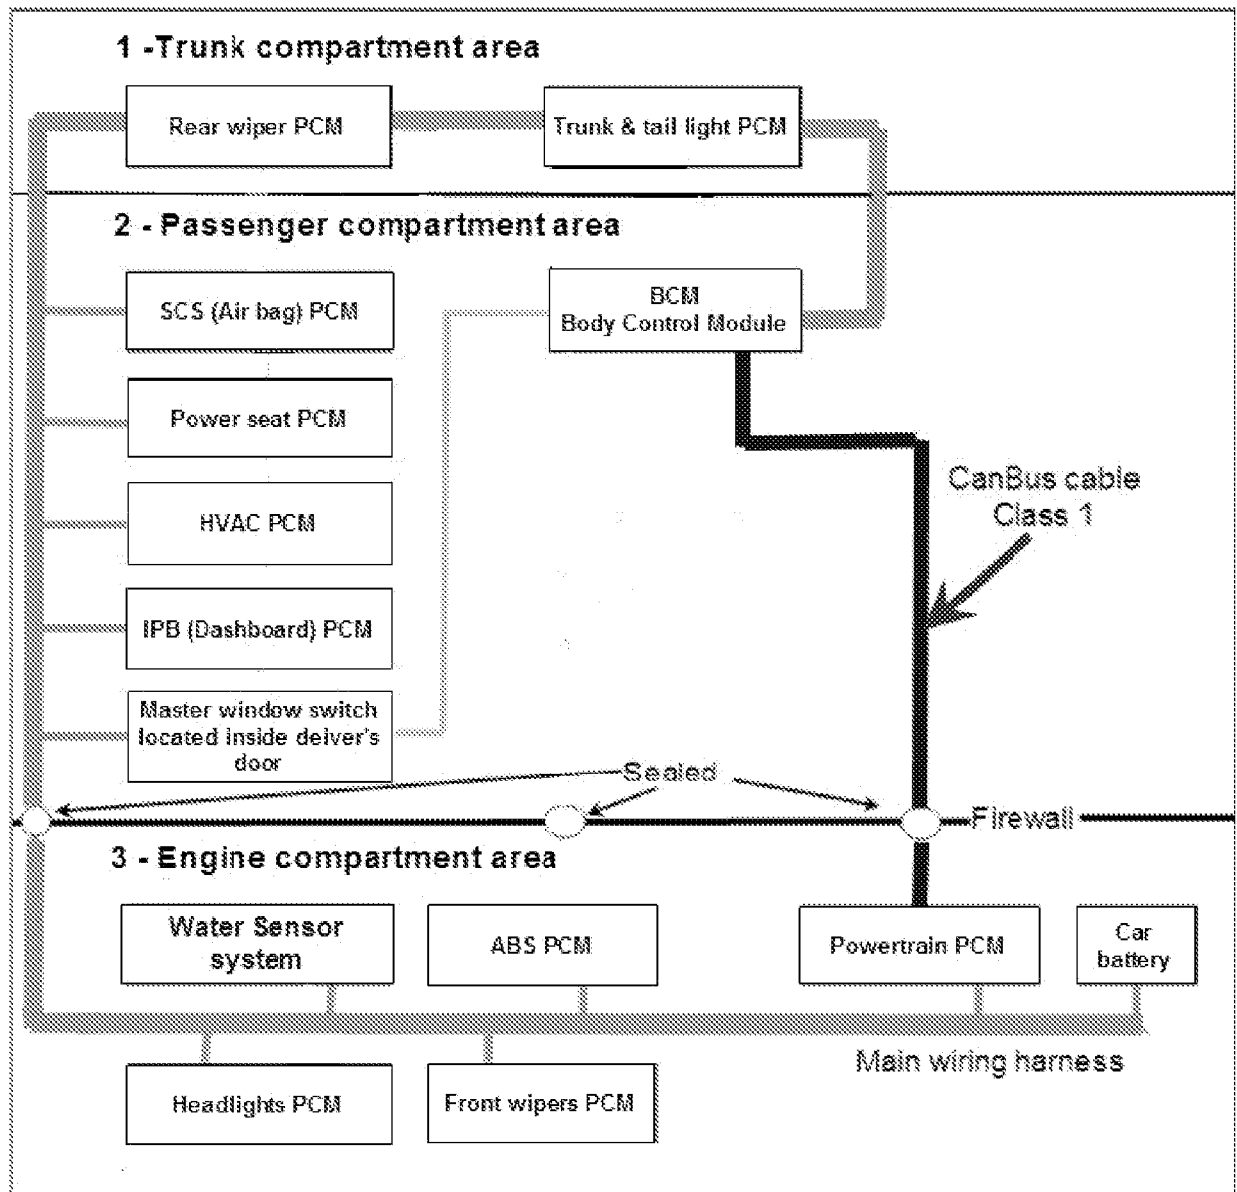 1 -Trunk compartment area
Rear wiper PCM
Trunk & tail light PCM
2 - Passenger compartment area
SCS (Air bag) PCM
BCM
Body Control Module
Power seat PCM
CanBus cable
Class 1
HVAC PCM
IPB (Dashboard) PCM
Master window switch
located inside deiver's
door
Sealed
Firewall
3 - Engine compartment area
Water Sensor
system
ABS PCM
Powertrain PCM
Car
battery
Main wiring harness
Headlights PCM
Front wipers PCM